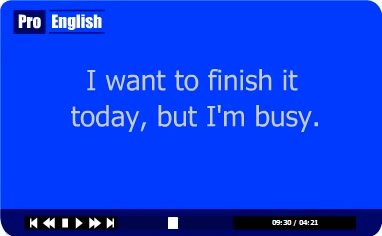 Pro English
I want to finish it
today, but I'm busy.
09:30 / 04:21